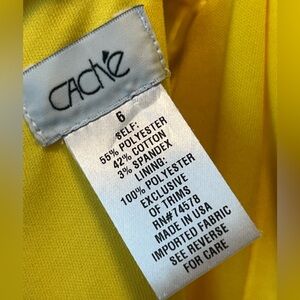 CACHÉ
6
SELF:
55% POLYESTER
42% COTTON
3% SPANDEX
LINING:
100% POLYESTER
EXCLUSIVE
OF TRIMS
RN#74578
MADE IN USA
IMPORTED FABRIC
SEE REVERSE
FOR CARE